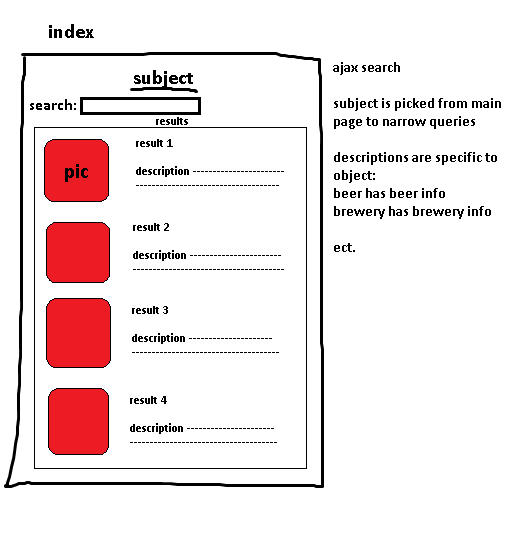 index
subject
search:
results
pic
result 1
description ----------------------
-----------------------------------
result 2
description ----------------------
-------------------------------------
result 3
description --------------------
------------------------------------
result 4
description ---------------------
------------------------------------
ajax search
subject is picked from main
page to narrow queries
descriptions are specific to
object:
beer has beer info
brewery has brewery info
ect.